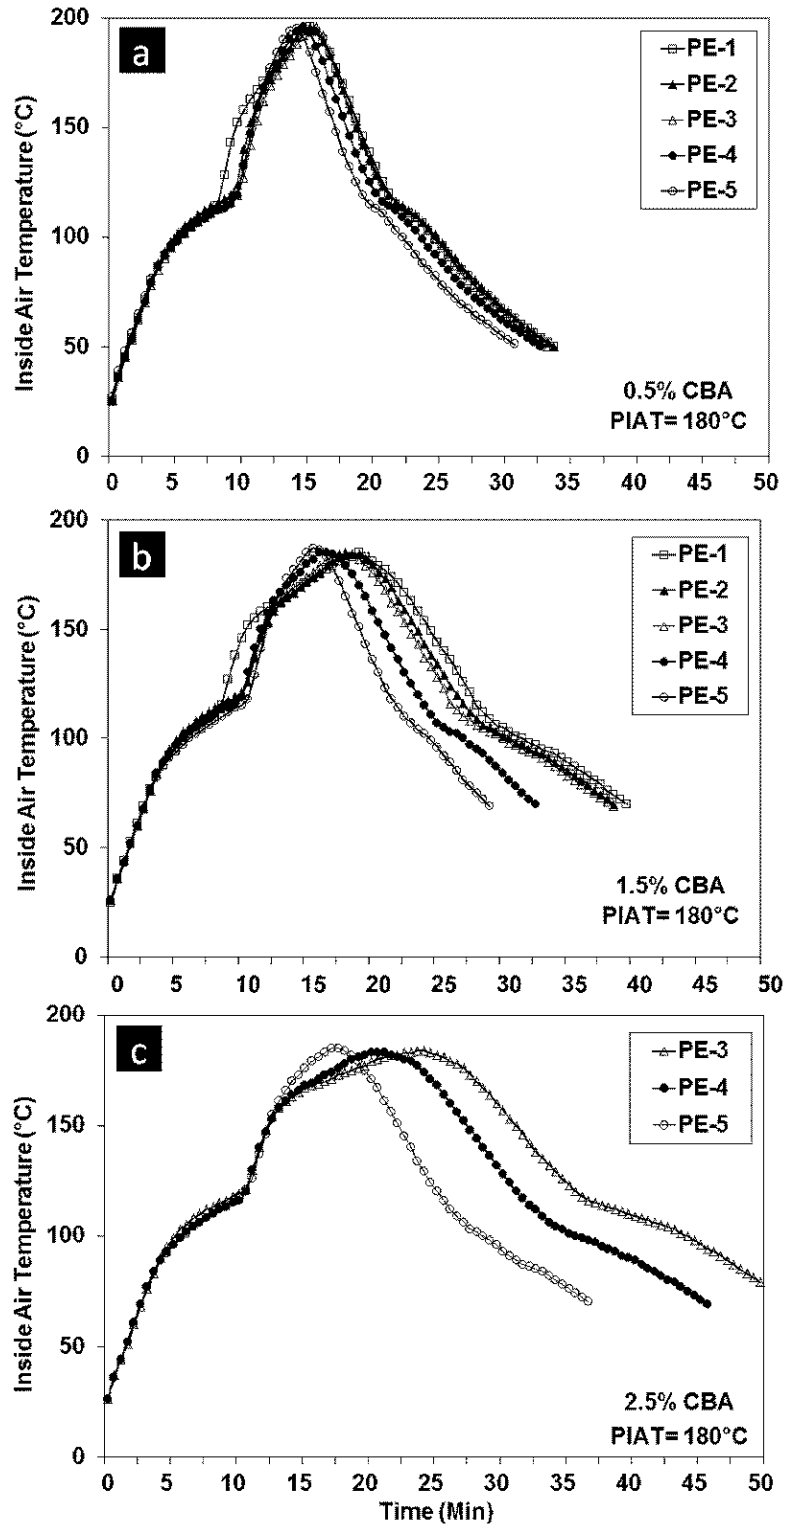 a
200
150
100
50
0
Inside Air Temperature (°C)
PE-1
PE-2
PE-3
PE-4
PE-5
0.5% CBA
PIAT= 180°C
0 5 10 15 20 25 30 35 40 45 50
b
200
150
100
50
0
Inside Air Temperature (°C)
PE-1
PE-2
PE-3
PE-4
PE-5
1.5% CBA
PIAT= 180°C
0 5 10 15 20 25 30 35 40 45 50
c
200
150
100
50
0
Inside Air Temperature (°C)
PE-3
PE-4
PE-5
2.5% CBA
PIAT= 180°C
0 5 10 15 20 25 30 35 40 45 50
Time (Min)